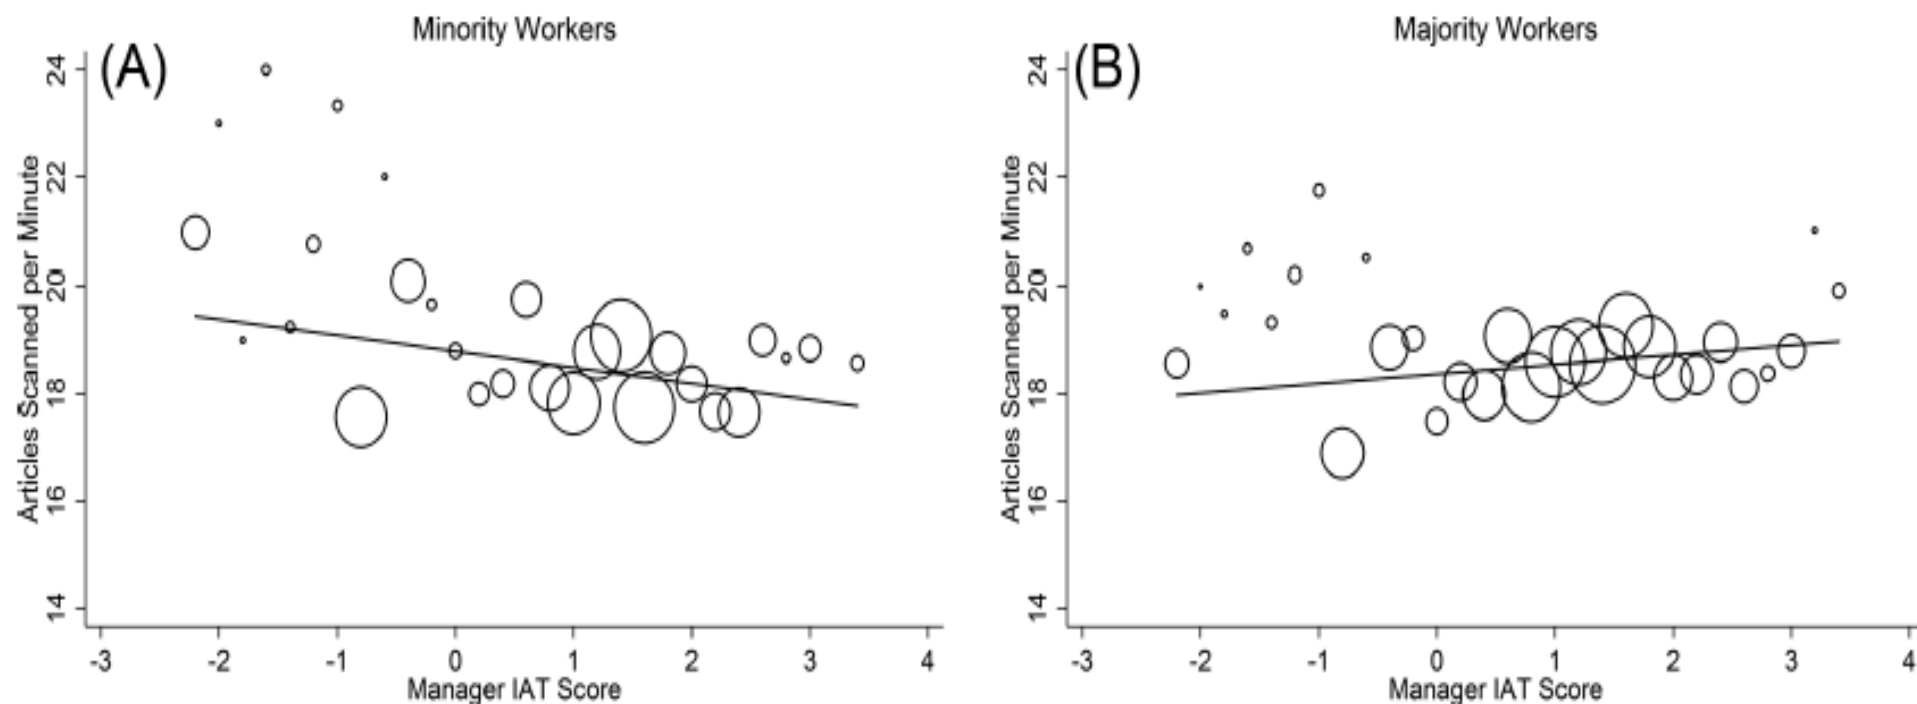 Minority Workers
(A)
Articles Scanned per Minute
24
22
20
18
16
14
-3 -2 -1 0 1 2 3 4
Manager IAT Score
Majority Workers
(B)
Articles Scanned per Minute
24
22
20
18
16
14
-3 -2 -1 0 1 2 3 4
Manager IAT Score